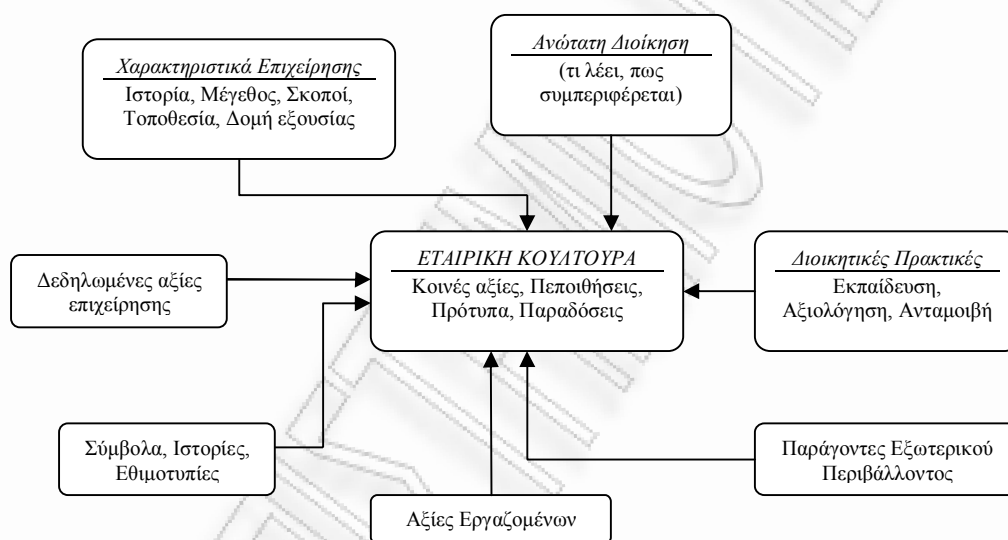 Χαρακτηριστικά Επιχείρησης
Ιστορία, Μέγεθος, Σκοποί,
Τοποθεσία, Δομή εξουσίας
Ανώτατη Διοίκηση
(τι λέει, πως
συμπεριφέρεται)
Δεδηλωμένες αξίες
επιχείρησης
ΕΤΑΙΡΙΚΗ ΚΟΥΛΤΟΥΡΑ
Κοινές αξίες, Πεποιθήσεις,
Πρότυπα, Παραδόσεις
Διοικητικές Πρακτικές
Εκπαίδευση,
Αξιολόγηση, Ανταμοιβή
Σύμβολα, Ιστορίες,
Εθιμοτυπίες
Αξίες Εργαζομένων
Παράγοντες Εξωτερικού
Περιβάλλοντος